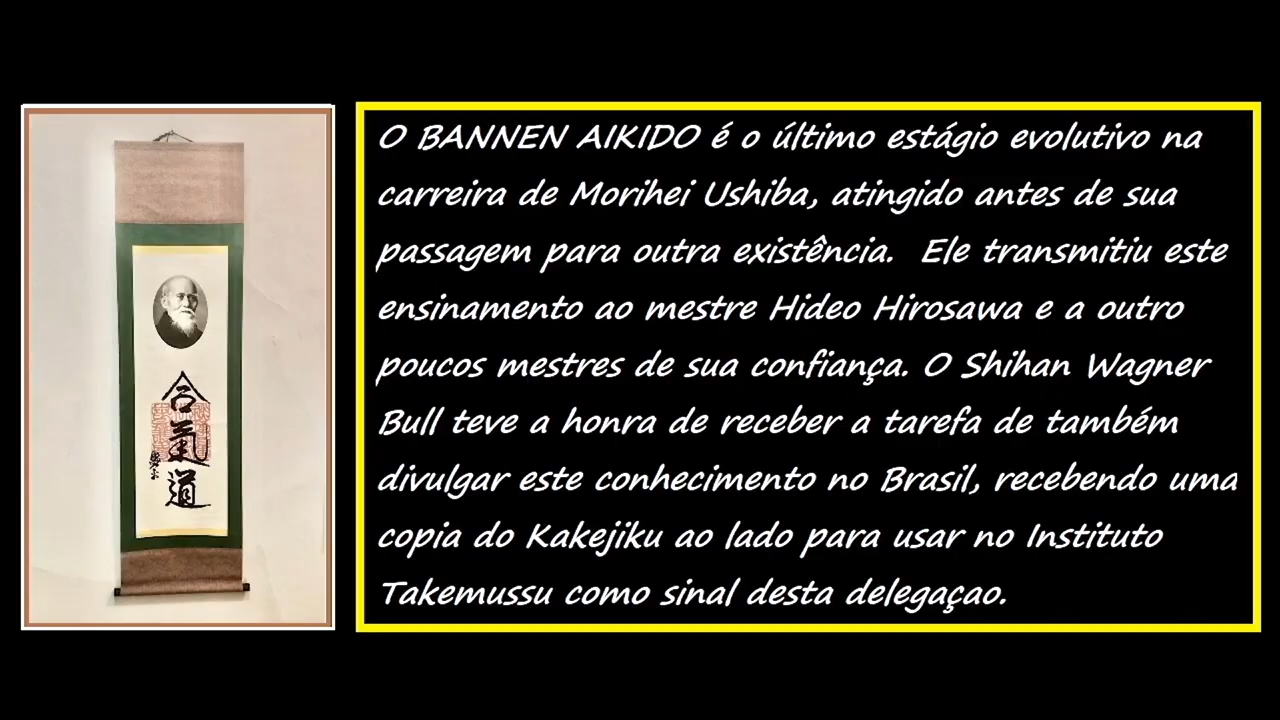 合
氣
道
O BANNEN AIKIDO é o último estágio evolutivo na
carreira de Morihei Ushiba, atingido antes de sua
passagem para outra existência. Ele transmitiu este
ensinamento ao mestre Hideo Hirosawa e a outro
poucos mestres de sua confiança. O Shihan Wagner
Bull teve a honra de receber a tarefa de também
divulgar este conhecimento no Brasil, recebendo uma
copia do Kakejiku ao lado para usar no Instituto
Takemussu como sinal desta delegaçao.